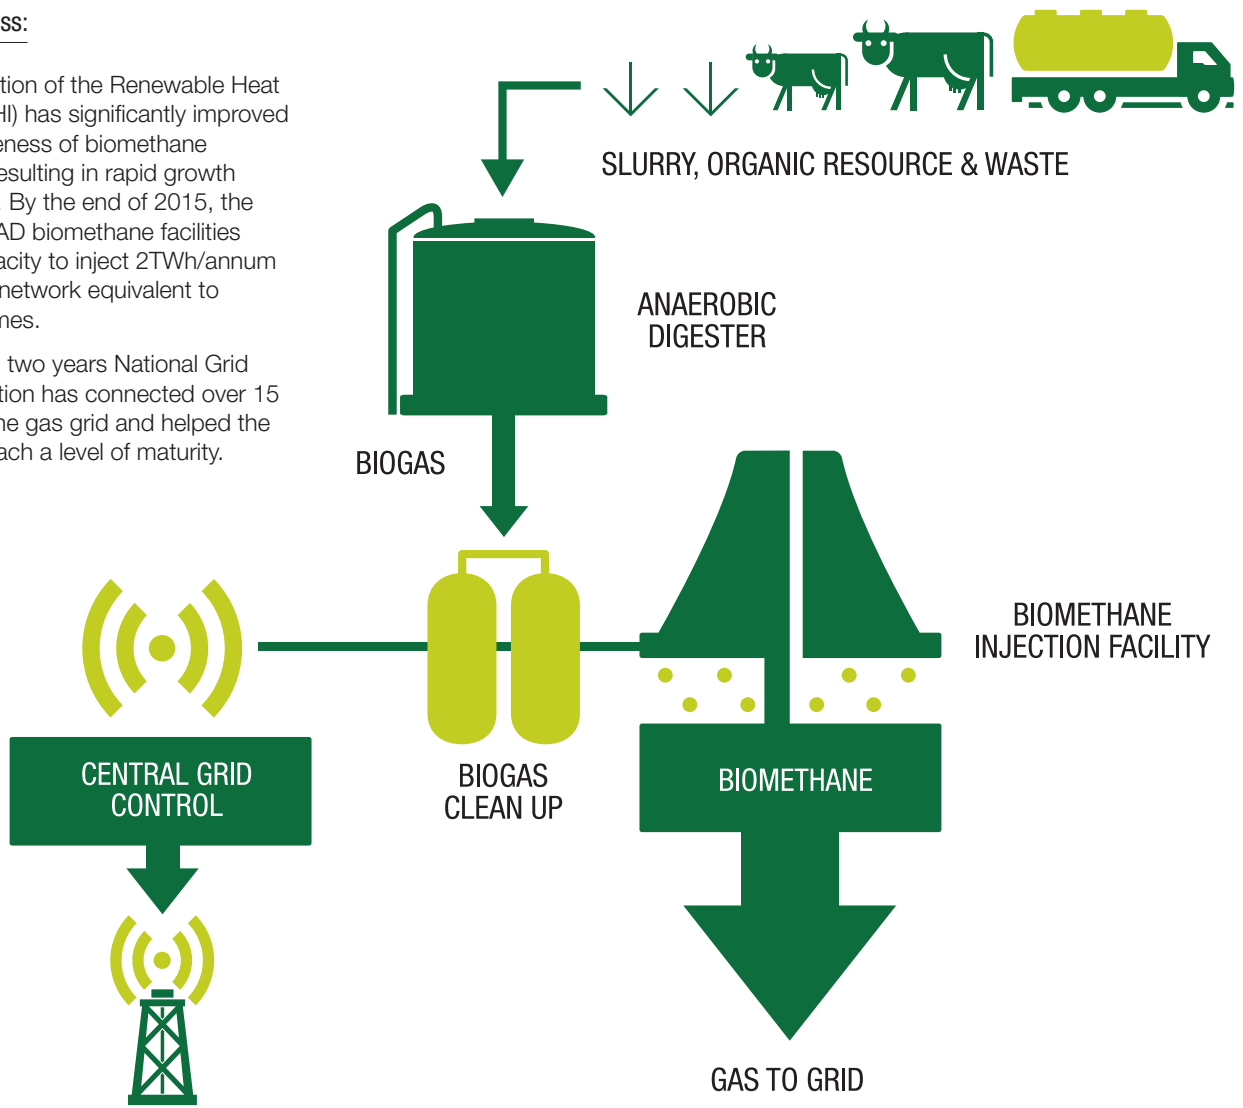 ss:
tion of the Renewable Heat
HI) has significantly improved
eness of biomethane
esulting in rapid growth
. By the end of 2015, the
AD biomethane facilities
acity to inject 2TWh/annum
network equivalent to
mes.
two years National Grid
tion has connected over 15
ne gas grid and helped the
ach a level of maturity.
SLURRY, ORGANIC RESOURCE & WASTE
ANAEROBIC
DIGESTER
BIOGAS
BIOMETHANE
INJECTION FACILITY
CENTRAL GRID
CONTROL
BIOGAS
CLEAN UP
BIOMETHANE
GAS TO GRID